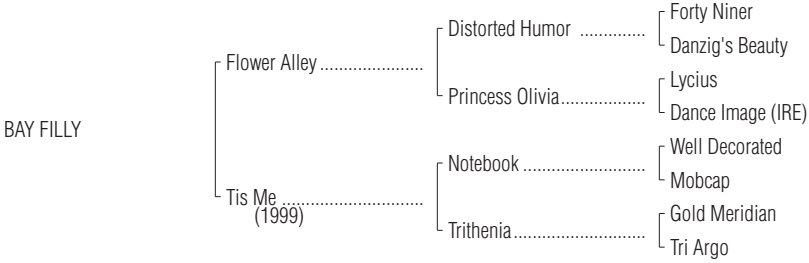 Forty Niner
Distorted Humor ..............
Danzig's Beauty
Flower Alley ......................
Lycius
Princess Olivia..................
Dance Image (IRE)
BAY FILLY
Well Decorated
Notebook ..........................
Mobcap
Tis Me ..............................
(1999)
Gold Meridian
Trithenia............................
Tri Argo